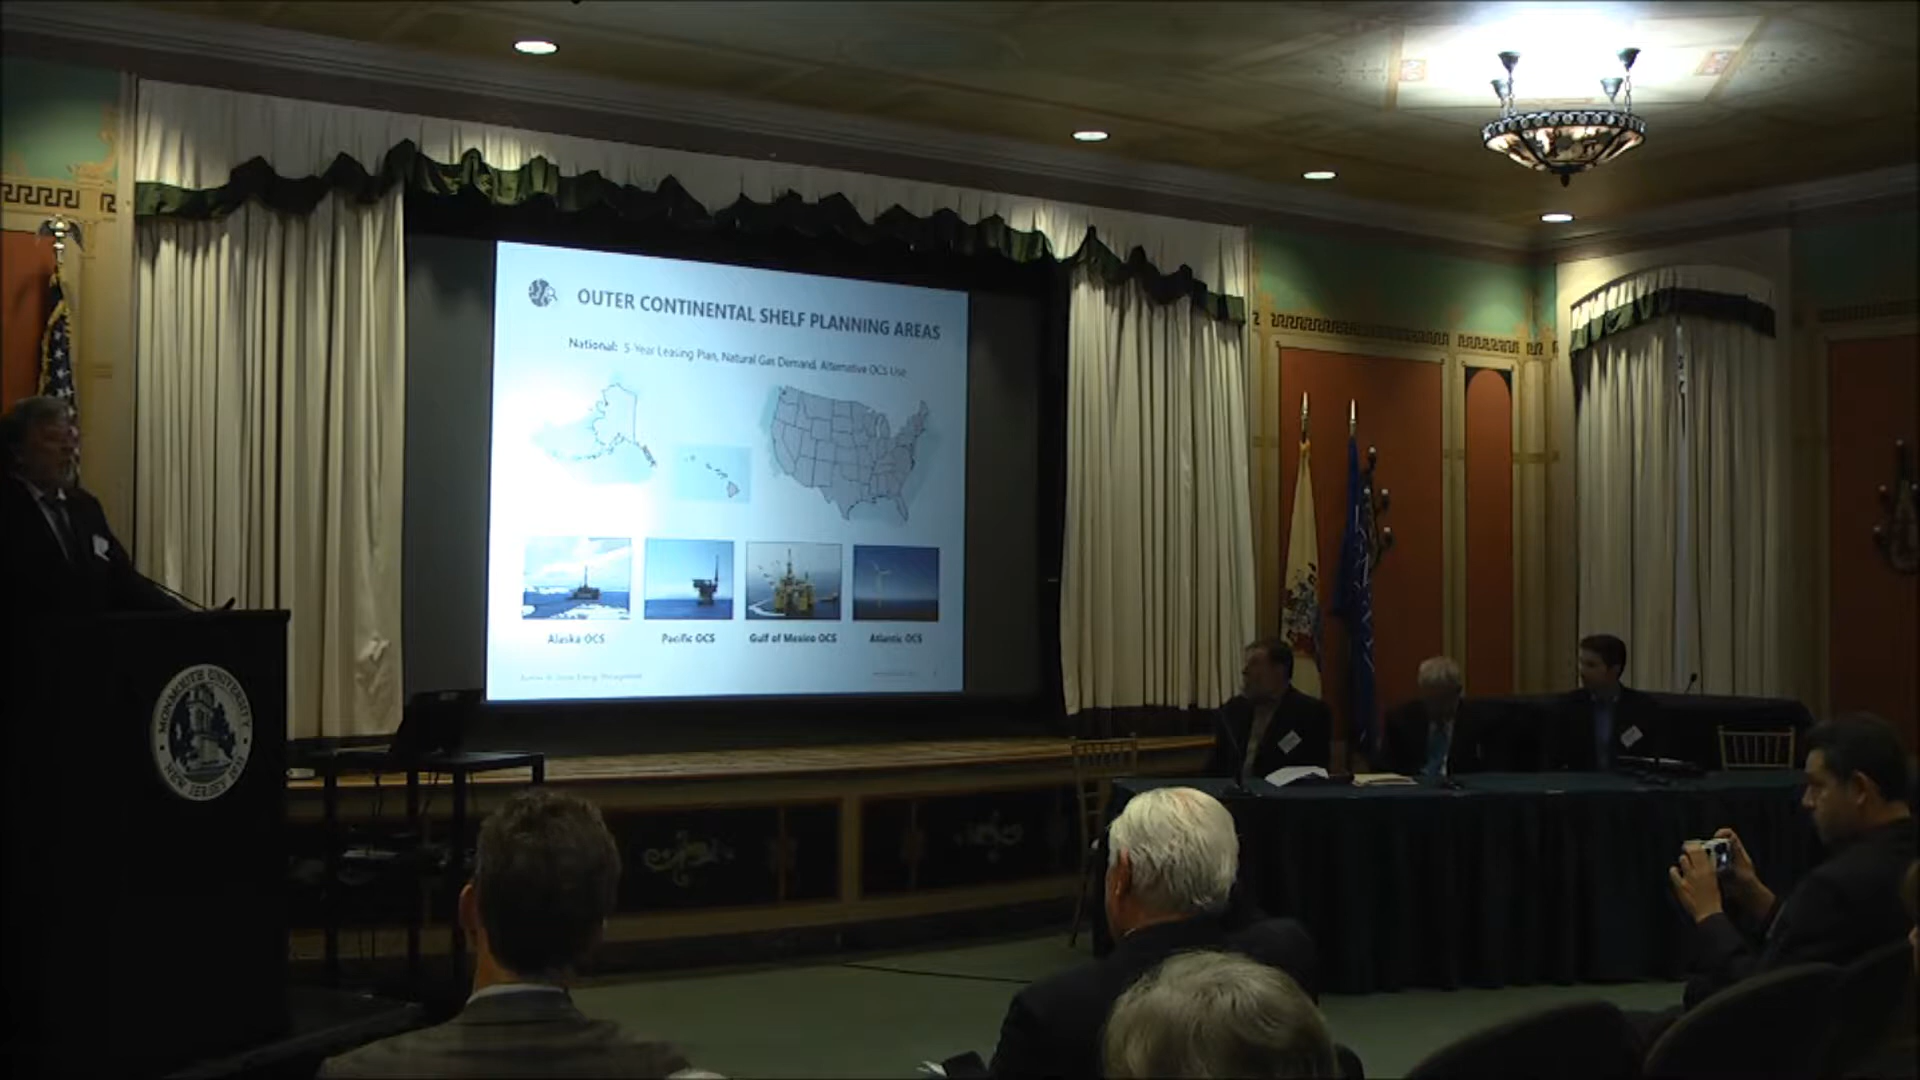 OUTER CONTINENTAL SHELF PLANNING AREAS
National: 5-Year Leasing Plan, Natural Gas Demand, Alternative OCS Use
Alaska OCS
Pacific OCS
Gulf of Mexico OCS
Atlantic OCS
MONMOUTH UNIVERSITY
NEW JERSEY